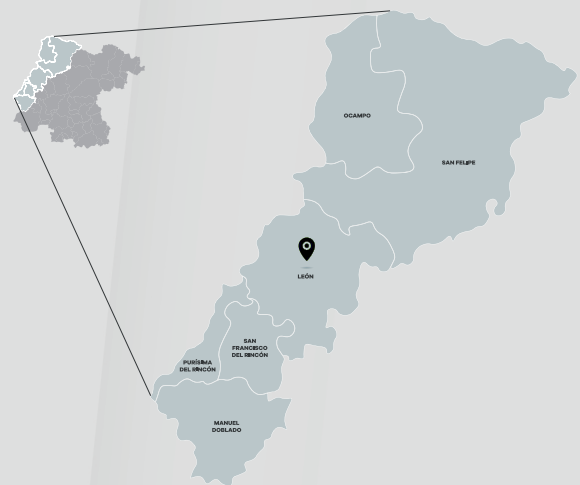 OCAMPO
SAN FELIPE
LEÓN
SAN
FRANCISCO
DEL RINCÓN
PURÍSIMA
DEL RINCÓN
MANUEL
DOBLADO